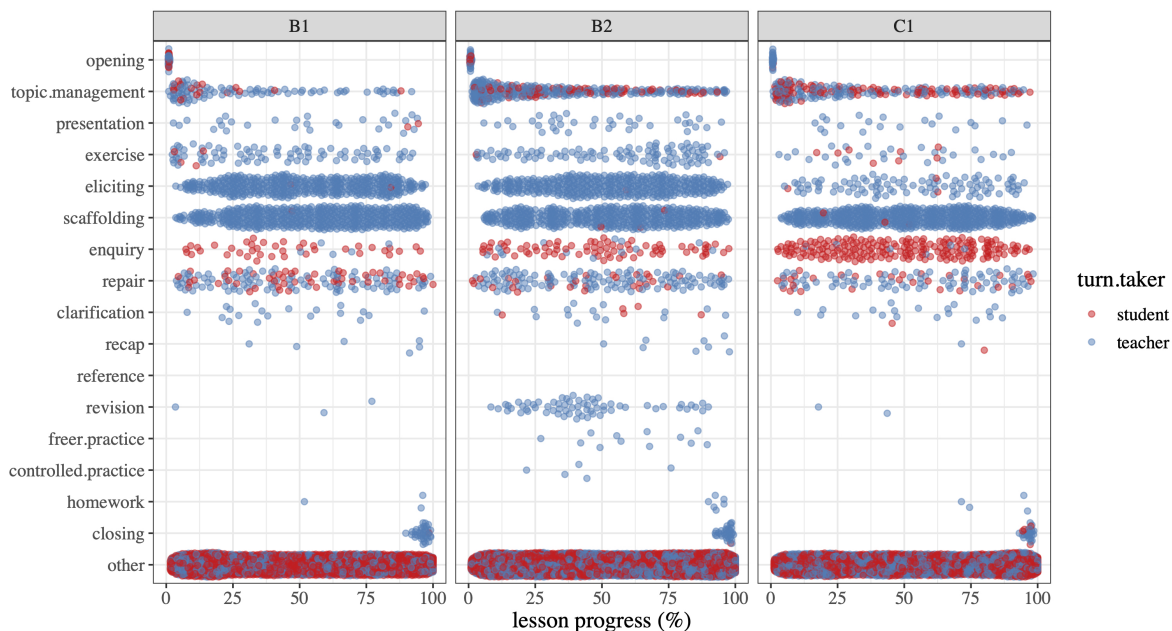 B1 B2 C1
opening
topic.management
presentation
exercise
eliciting
scaffolding
enquiry
repair
clarification
recap
reference
revision
freer.practice
controlled.practice
homework
closing
other
0 25 50 75 100 0 25 50 75 100 0 25 50 75 100
lesson progress (%)
turn.taker
student
teacher